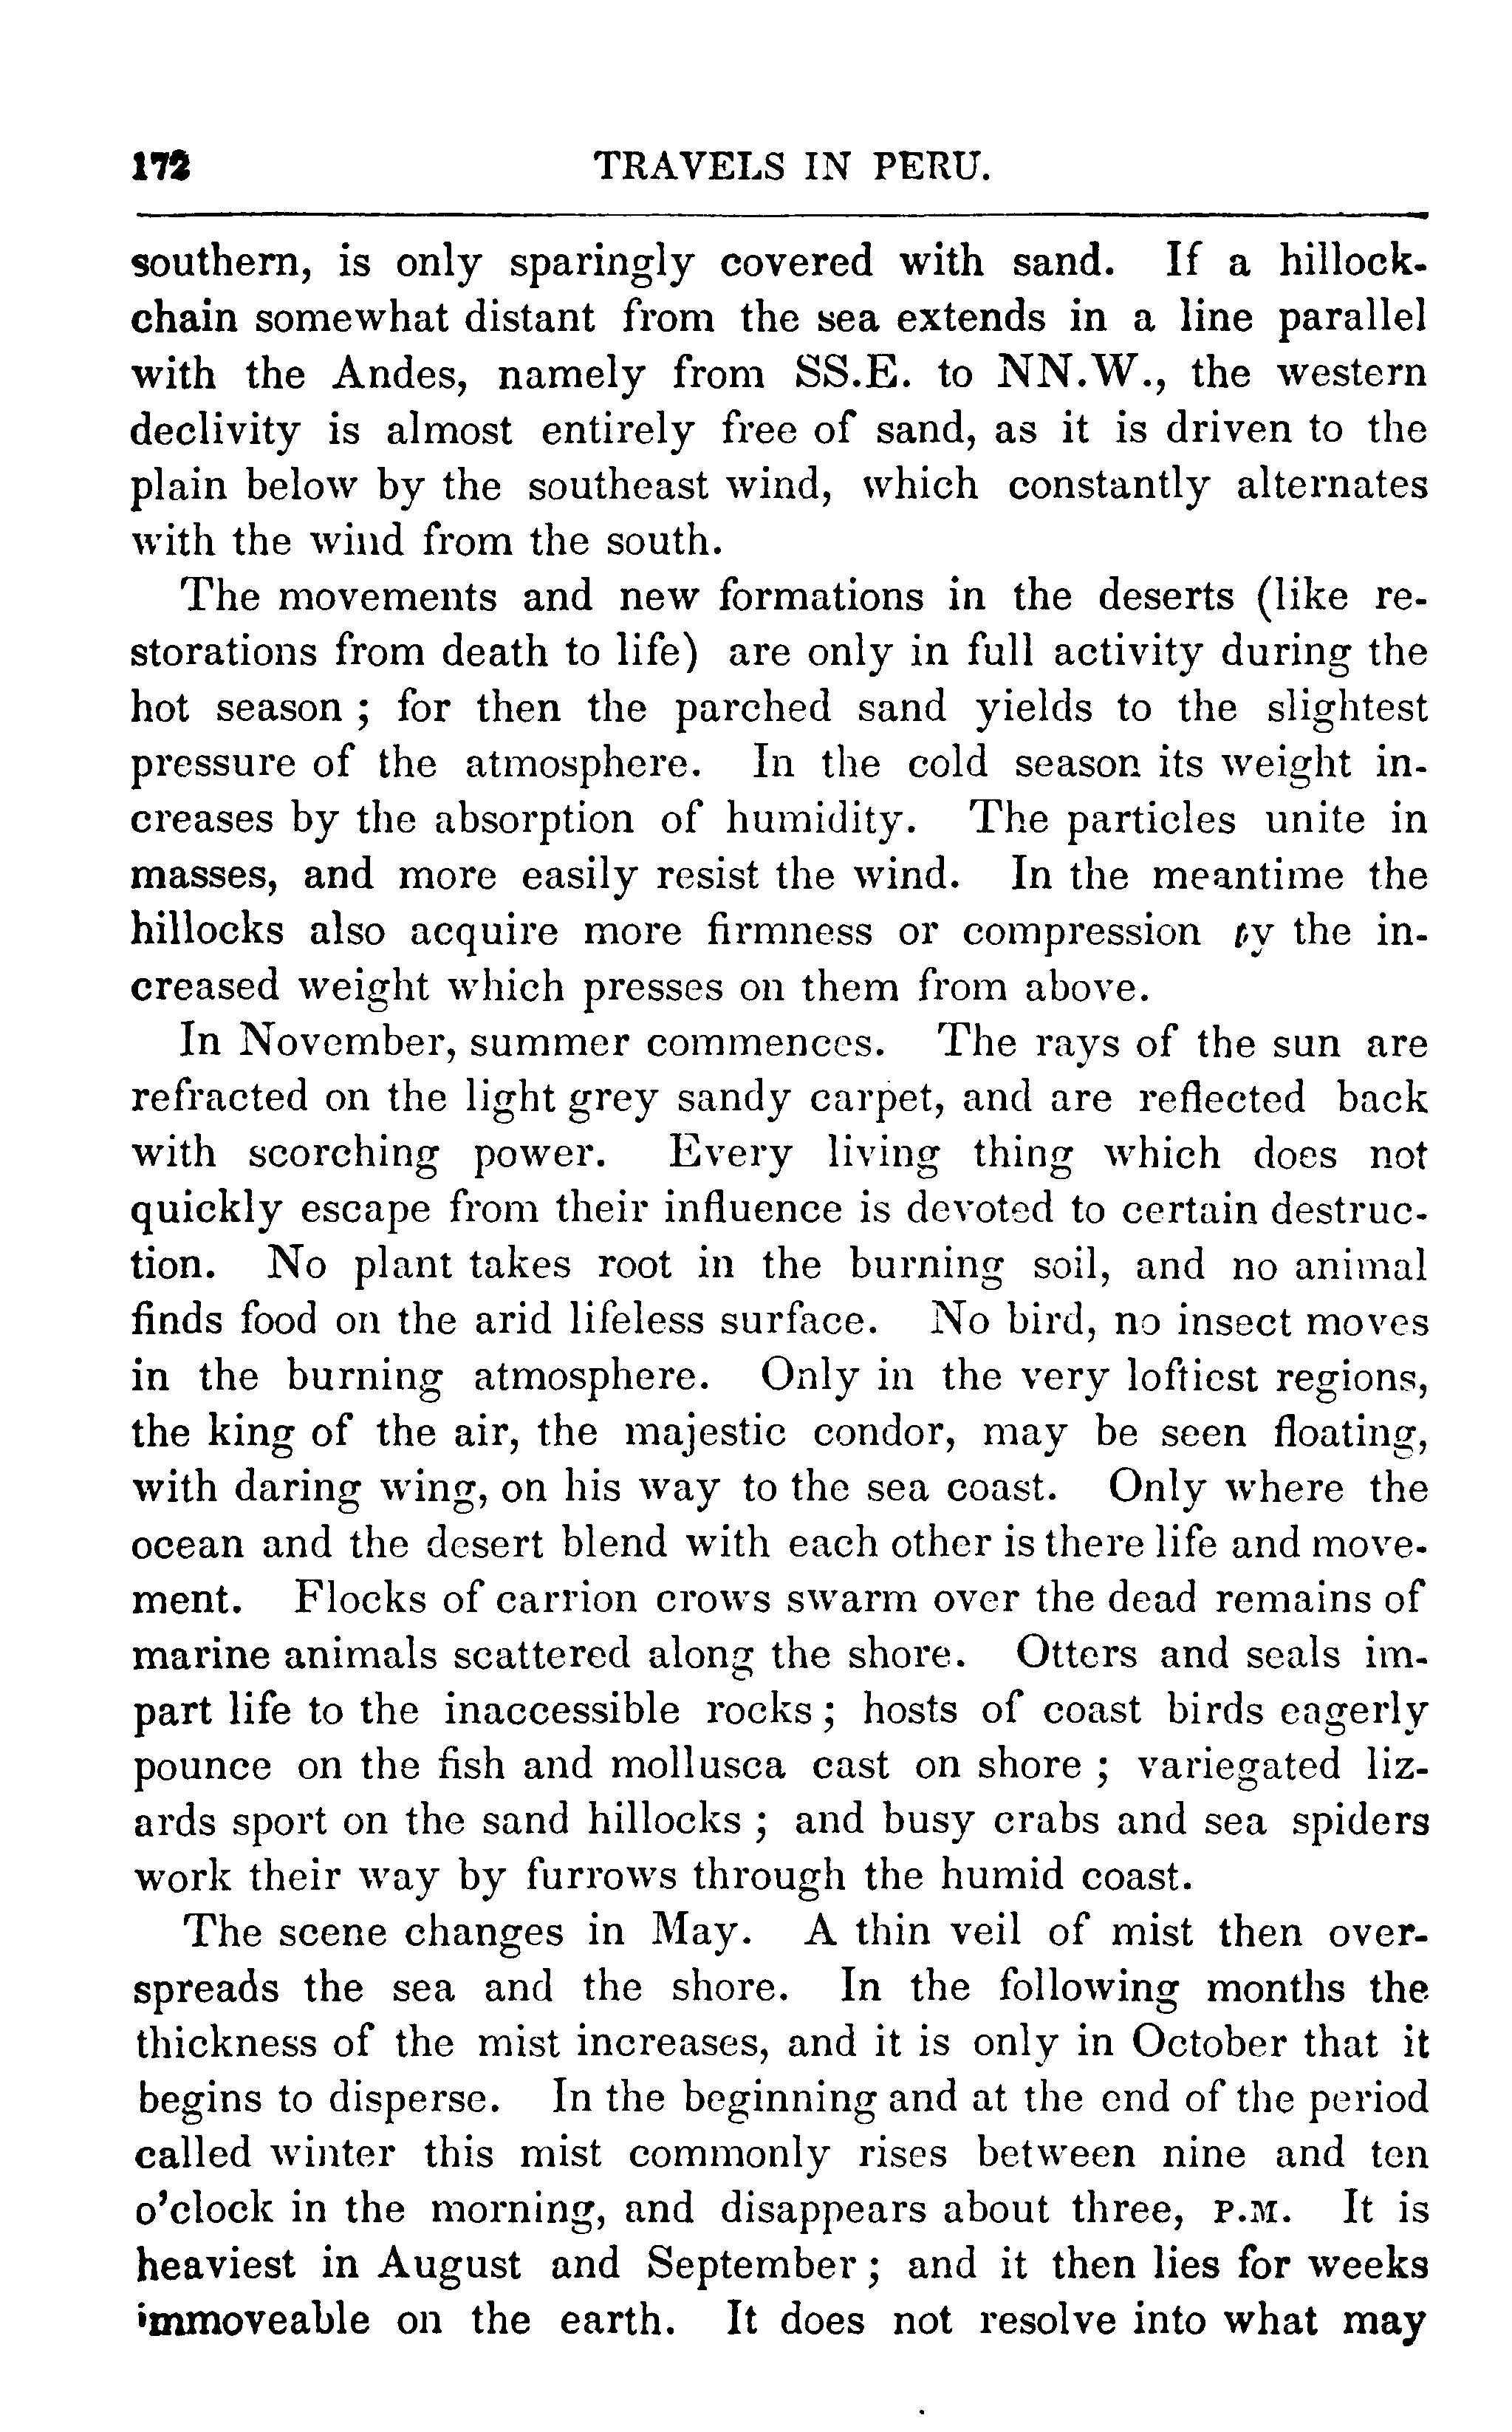 172 TRAVELS IN PERU.
southern, is only sparingly covered with sand. If a hillock-
chain somewhat distant from the sea extends in a line parallel
with the Andes, namely from SS.E. to NN.W., the western
declivity is almost entirely free of sand, as it is driven to the
plain below by the southeast wind, which constantly alternates
with the wind from the south.
The movements and new formations in the deserts (like re-
storations from death to life) are only in full activity during the
hot season ; for then the parched sand yields to the slightest
pressure of the atmosphere. In the cold season its weight in-
creases by the absorption of humidity. The particles unite in
masses, and more easily resist the wind. In the meantime the
hillocks also acquire more firmness or compression by the in-
creased weight which presses on them from above.
In November, summer commences. The rays of the sun are
refracted on the light grey sandy carpet, and are reflected back
with scorching power. Every living thing which does not
quickly escape from their influence is devoted to certain destruc-
tion. No plant takes root in the burning soil, and no animal
finds food on the arid lifeless surface. No bird, no insect moves
in the burning atmosphere. Only in the very loftiest regions,
the king of the air, the majestic condor, may be seen floating,
with daring wing, on his way to the sea coast. Only where the
ocean and the desert blend with each other is there life and move-
ment. Flocks of carrion crows swarm over the dead remains of
marine animals scattered along the shore. Otters and seals im-
part life to the inaccessible rocks ; hosts of coast birds eagerly
pounce on the fish and mollusca cast on shore ; variegated liz-
ards sport on the sand hillocks ; and busy crabs and sea spiders
work their way by furrows through the humid coast.
The scene changes in May. A thin veil of mist then over-
spreads the sea and the shore. In the following months the
thickness of the mist increases, and it is only in October that it
begins to disperse. In the beginning and at the end of the period
called winter this mist commonly rises between nine and ten
o'clock in the morning, and disappears about three, P.M. It is
heaviest in August and September ; and it then lies for weeks
immoveable on the earth. It does not resolve into what may